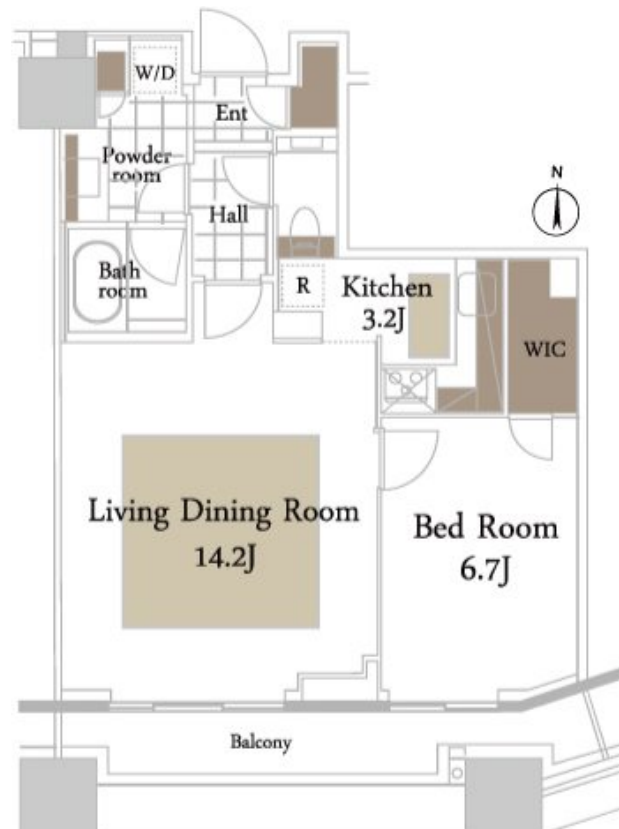 W/D
Ent
Powder
room
Hall
Bath
room
N
R
Kitchen
3.2J
WIC
Living Dining Room
14.2J
Bed Room
6.7J
Balcony